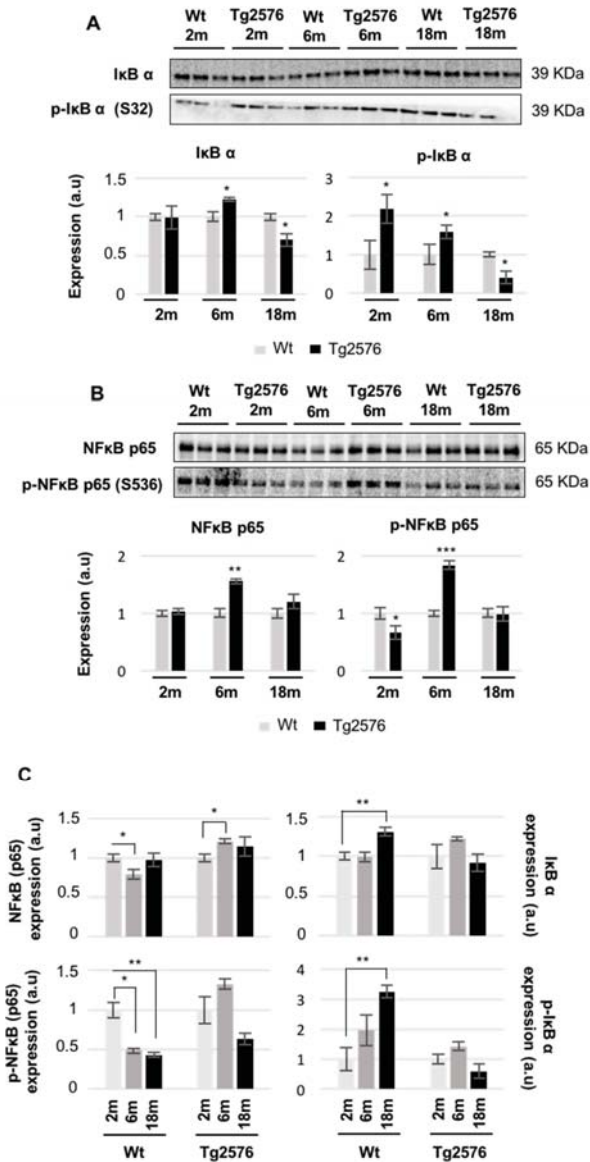 A
Wt Tg2576 Wt Tg2576 Wt Tg2576
2m 2m 6m 6m 18m 18m
IκB α 39 KDa
p-IκB α (S32) 39 KDa
IκB α p-IκB α
Expression (a.u)
1.5
1
0.5
0
*
*
2m 6m 18m
3
2
1
0
*
*
*
2m 6m 18m
Wt Tg2576
B
Wt Tg2576 Wt Tg2576 Wt Tg2576
2m 2m 6m 6m 18m 18m
NFκB p65 65 KDa
p-NFκB p65 (S536) 65 KDa
NFκB p65 p-NFκB p65
Expression (a.u)
2
1
0
**
2m 6m 18m
2
1
0
*
***
2m 6m 18m
Wt Tg2576
C
NFκB (p65)
expression (a.u)
1.5
1
0.5
0
*
*
1.5
1
0.5
0
**
IκB α
expression (a.u)
p-NFκB (p65)
expression (a.u)
1.5
1
0.5
0
*
**
4
3
2
1
0
**
p-IκB α
expression (a.u)
2m 6m 18m 2m 6m 18m 2m 6m 18m 2m 6m 18m
Wt Tg2576 Wt Tg2576